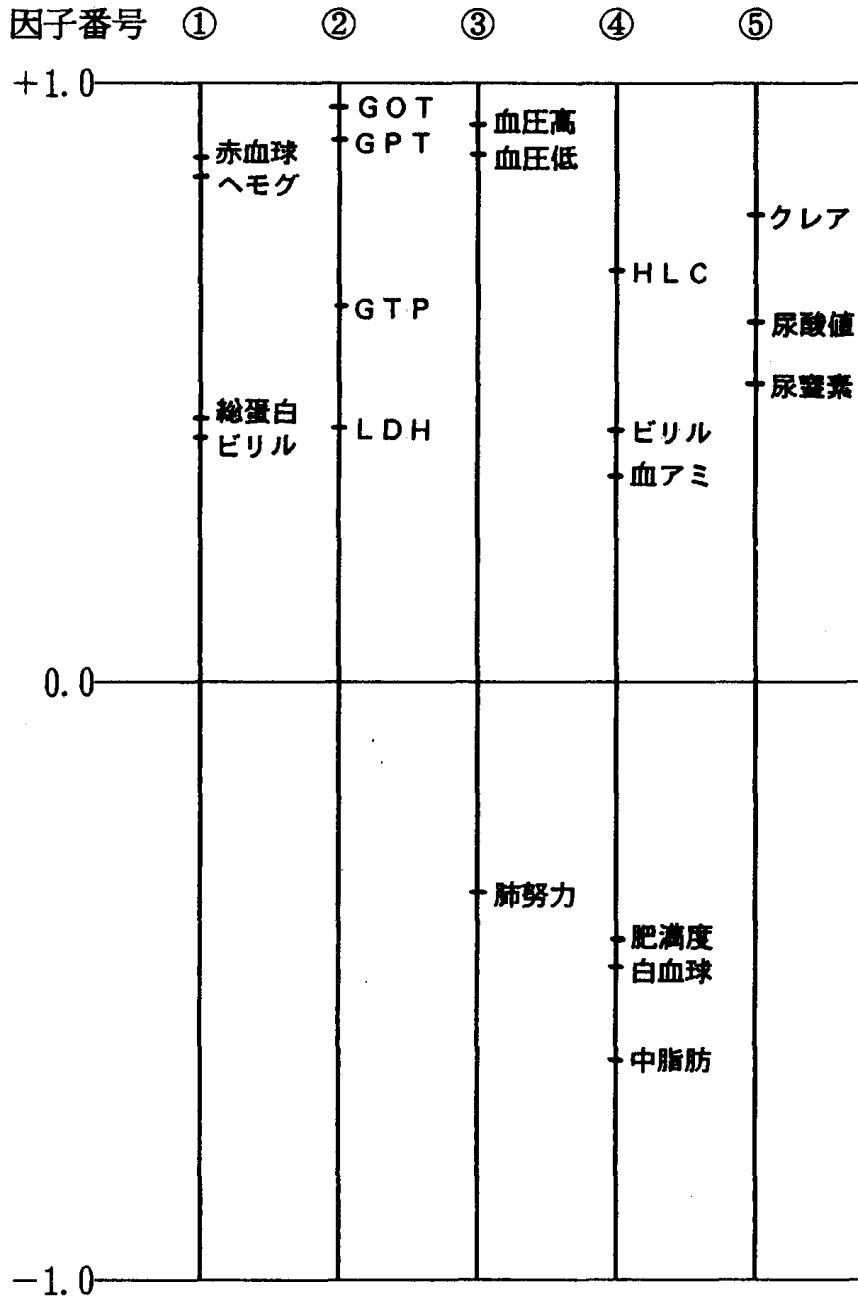 因子番号 ① ② ③ ④ ⑤
+1.0
GOT
血圧高
GPT
赤血球
血圧低
ヘモグ
クレア
HLC
GTP
尿酸値
尿窒素
総蛋白
LDH
ビリル
ビリル
血アミ
0.0
肺努力
肥満度
白血球
中脂肪
-1.0